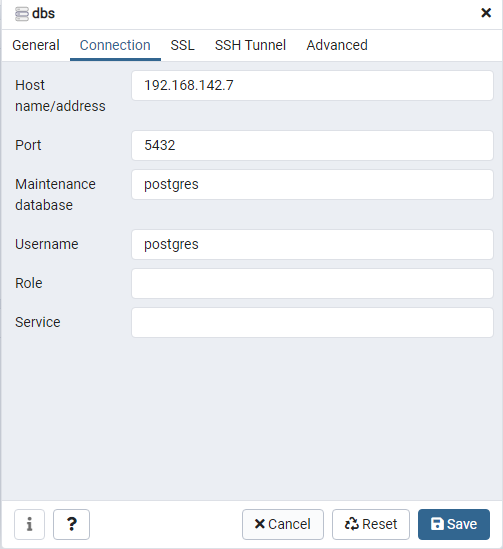 dbs
General Connection SSL SSH Tunnel Advanced
Host name/address 192.168.142.7
Port 5432
Maintenance database postgres
Username postgres
Role
Service
i ? Cancel Reset Save